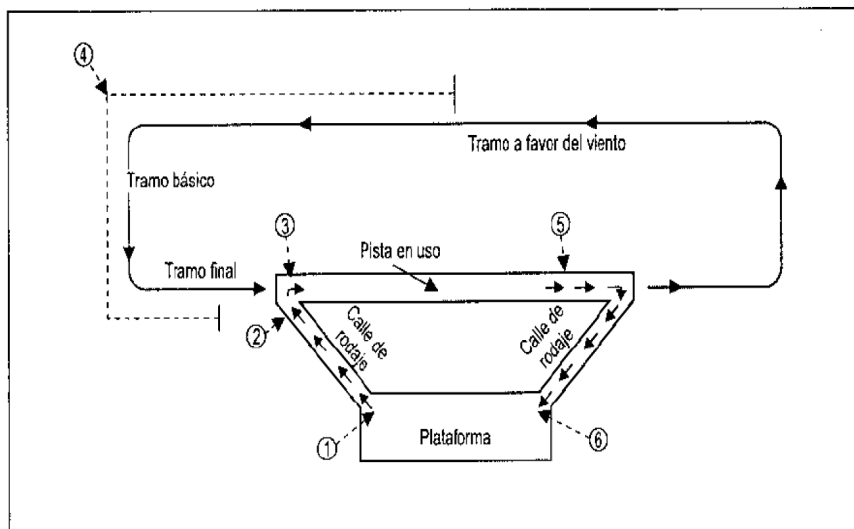 ④
Tramo a favor del viento
Tramo básico
③
Pista en uso
⑤
Tramo final
②
Calle de
rodaje
Calle de
rodaje
①
Plataforma
⑥